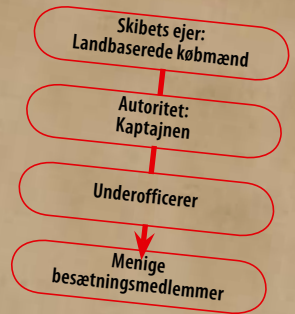 Skibets ejer:
Landbaserede købmænd
Autoritet:
Kaptajnen
Underofficerer
Menige
besætningsmedlemmer